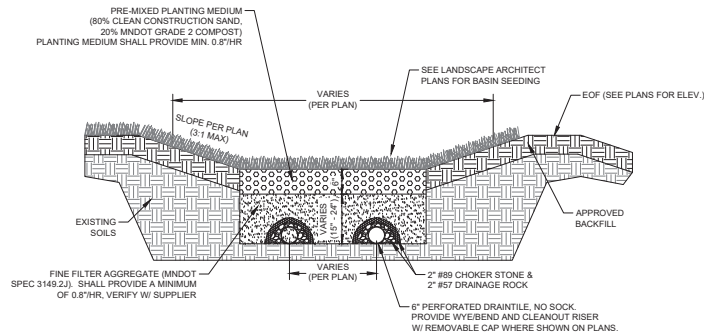 PRE-MIXED PLANTING MEDIUM
(80% CLEAN CONSTRUCTION SAND,
20% MNDOT GRADE 2 COMPOST)
PLANTING MEDIUM SHALL PROVIDE MIN. 0.8"/HR
SEE LANDSCAPE ARCHITECT
PLANS FOR BASIN SEEDING
VARIES
(PER PLAN)
EOF (SEE PLANS FOR ELEV.)
SLOPE PER PLAN
(3:1 MAX)
6"
VARIES
(15" - 24")
EXISTING
SOILS
APPROVED
BACKFILL
FINE FILTER AGGREGATE (MNDOT
SPEC 3149.2J). SHALL PROVIDE A MINIMUM
OF 0.8"/HR, VERIFY W/ SUPPLIER
VARIES
(PER PLAN)
2" #89 CHOKER STONE &
2" #57 DRAINAGE ROCK
6" PERFORATED DRAINTILE, NO SOCK.
PROVIDE WYE/BEND AND CLEANOUT RISER
W/ REMOVABLE CAP WHERE SHOWN ON PLANS.